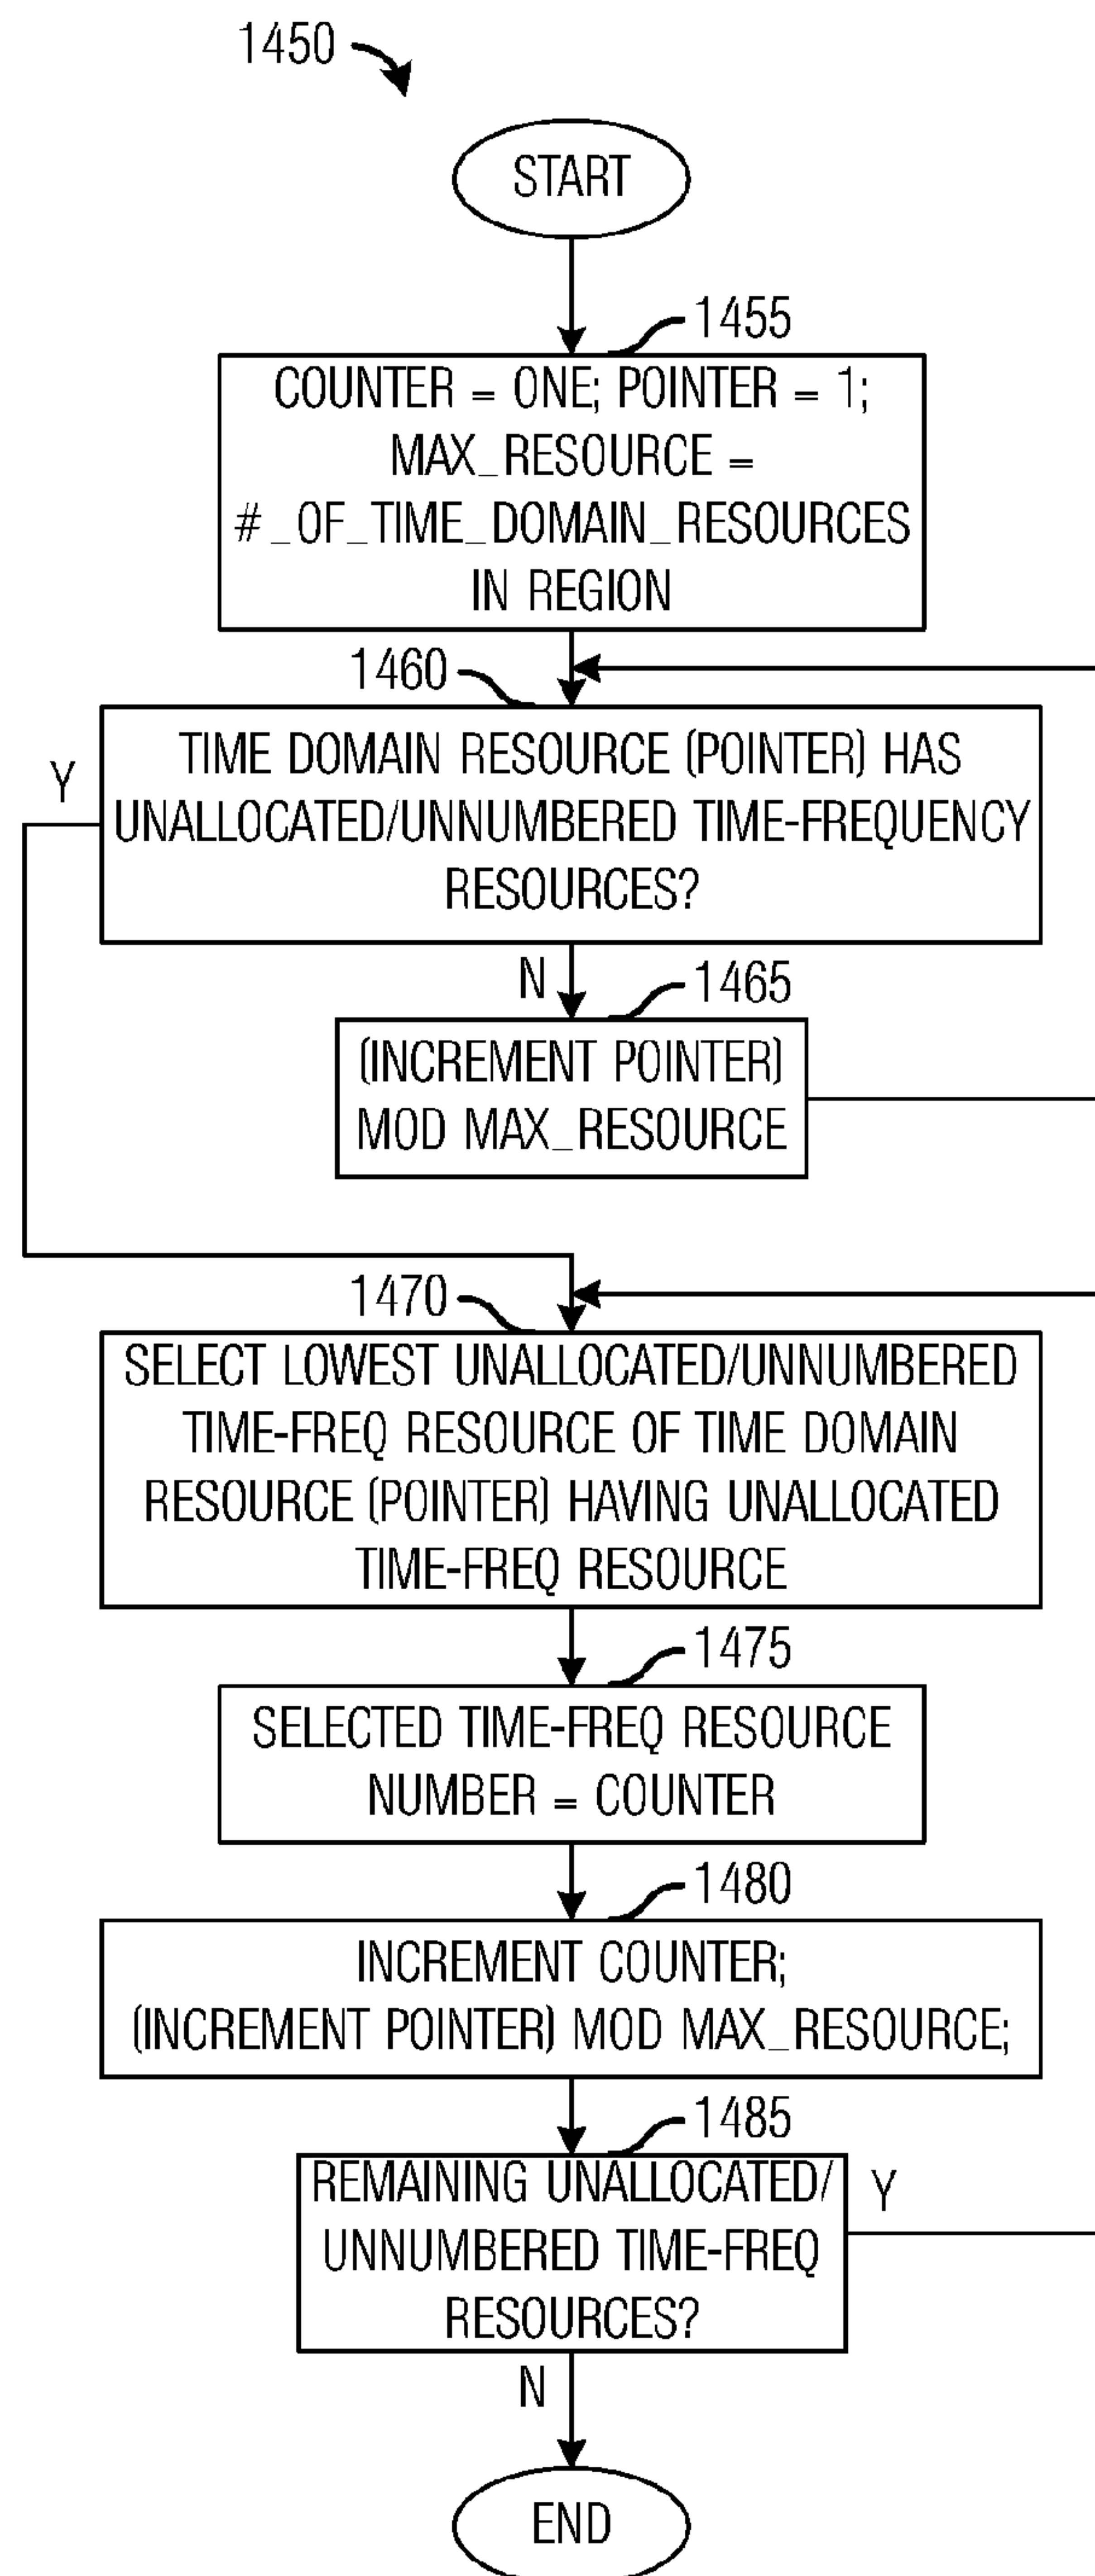 1450
START
1455
COUNTER = ONE; POINTER = 1;
MAX_RESOURCE =
#_OF_TIME_DOMAIN_RESOURCES
IN REGION
1460
Y
TIME DOMAIN RESOURCE (POINTER) HAS
UNALLOCATED/UNNUMBERED TIME-FREQUENCY
RESOURCES?
N
1465
(INCREMENT POINTER)
MOD MAX_RESOURCE
1470
SELECT LOWEST UNALLOCATED/UNNUMBERED
TIME-FREQ RESOURCE OF TIME DOMAIN
RESOURCE (POINTER) HAVING UNALLOCATED
TIME-FREQ RESOURCE
1475
SELECTED TIME-FREQ RESOURCE
NUMBER = COUNTER
1480
INCREMENT COUNTER;
(INCREMENT POINTER) MOD MAX_RESOURCE;
1485
REMAINING UNALLOCATED/
UNNUMBERED TIME-FREQ
RESOURCES?
Y
N
END